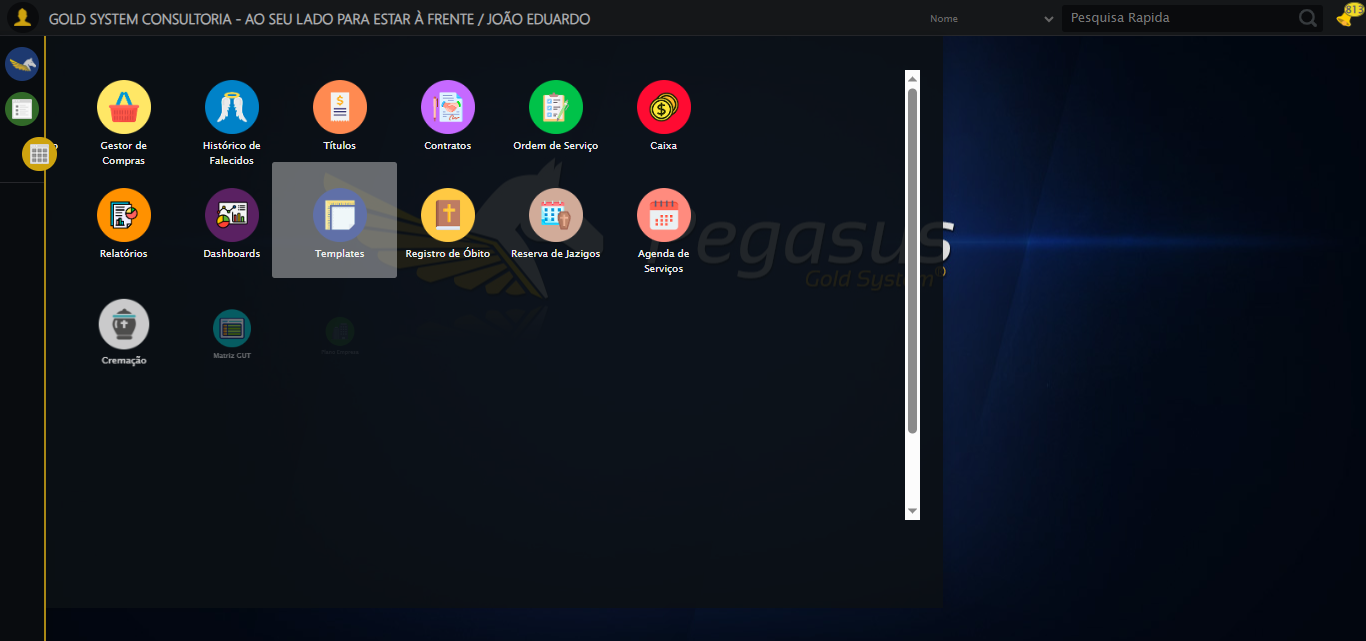 GOLD SYSTEM CONSULTORIA - AO SEU LADO PARA ESTAR À FRENTE / JOÃO EDUARDO
Nome
Pesquisa Rapida
813
Gestor de
Compras
Histórico de
Falecidos
Títulos
Contratos
Ordem de Serviço
Caixa
Relatórios
Dashboards
Templates
Registro de Óbito
Reserva de Jazigos
Agenda de
Serviços
Pegasus
Gold System
Cremação
Matriz GUT